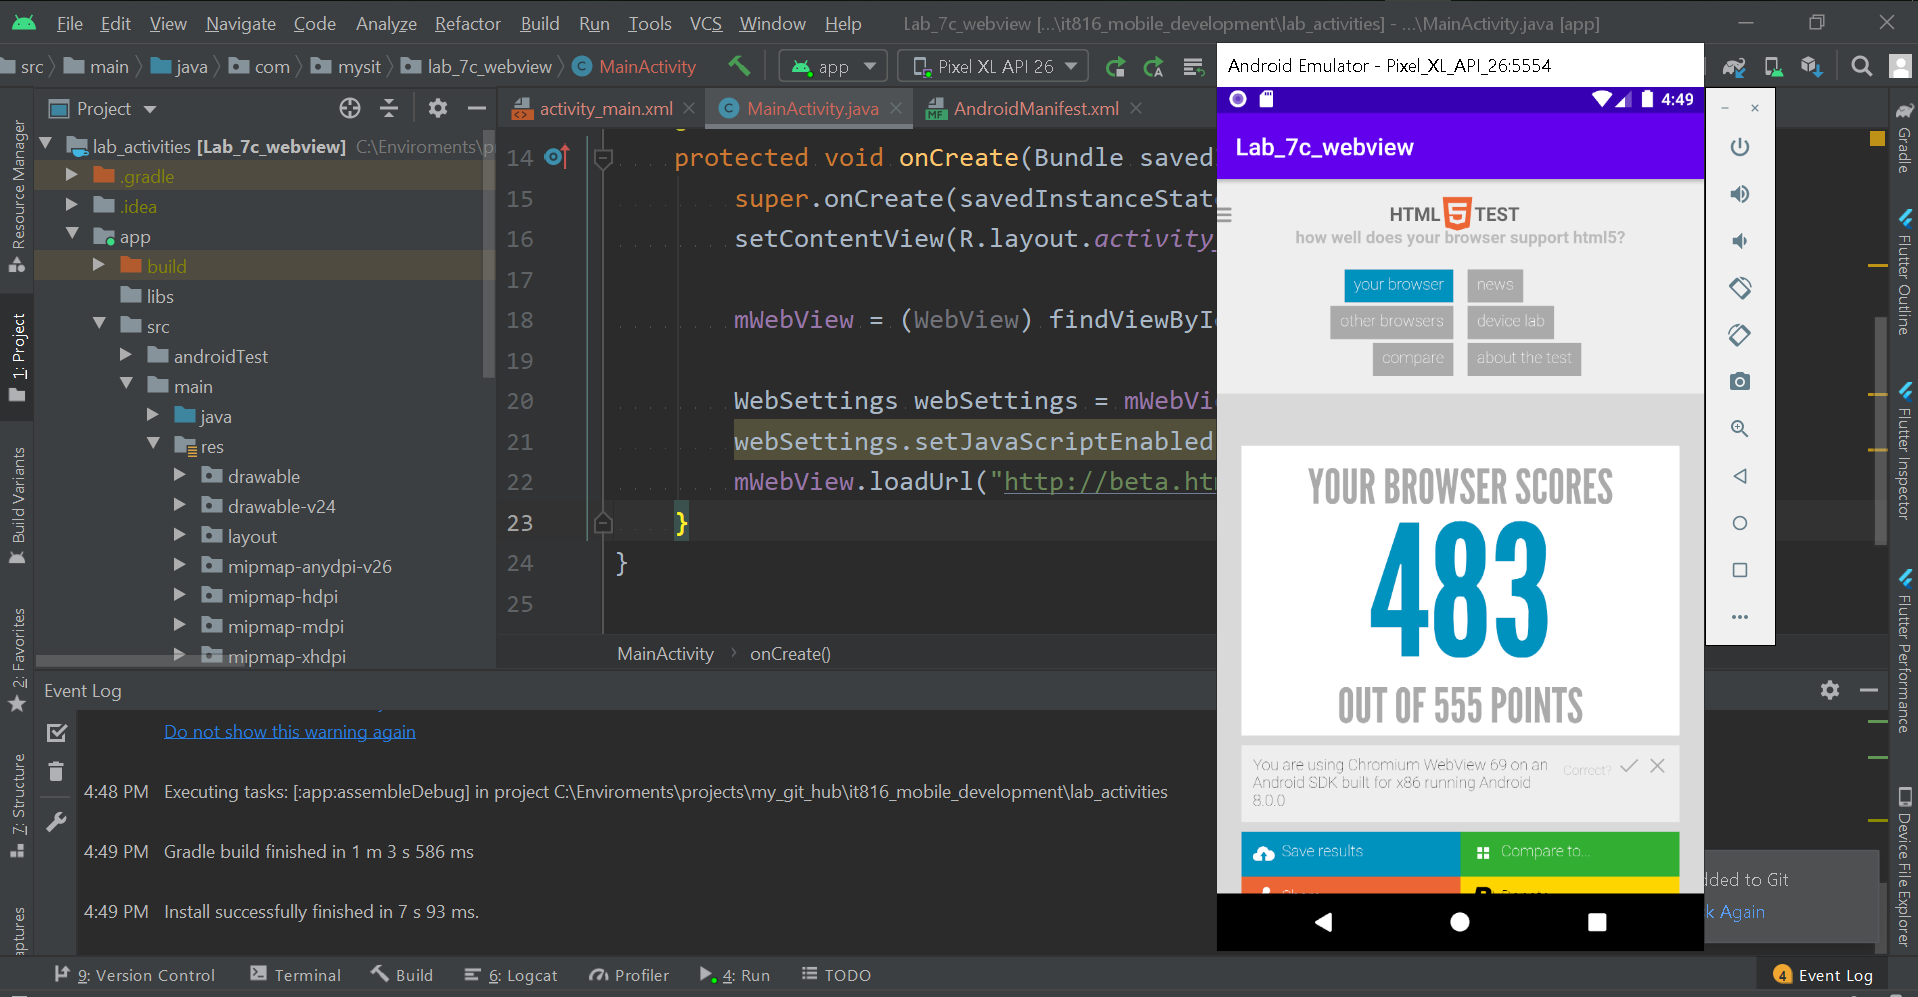 File Edit View Navigate Code Analyze Refactor Build Run Tools VCS Window Help Lab_7c_webview [...\it816_mobile_development\lab_activities] - ...\MainActivity.java [app]
src main java com mysit lab_7c_webview MainActivity app Pixel XL API 26
Project
activity_main.xml MainActivity.java AndroidManifest.xml
lab_activities [Lab_7c_webview] C:\Enviroments\p
.gradle
.idea
app
build
libs
src
androidTest
main
java
res
drawable
drawable-v24
layout
mipmap-anydpi-v26
mipmap-hdpi
mipmap-mdpi
mipmap-xhdpi
14 protected void onCreate(Bundle saved
15 super.onCreate(savedInstanceStat
16 setContentView(R.layout.activity_
17
18 mWebView = (WebView) findViewById
19
20 WebSettings webSettings = mWebVi
21 webSettings.setJavaScriptEnabled
22 mWebView.loadUrl("http://beta.ht
23 }
24 }
25
MainActivity onCreate()
Android Emulator - Pixel_XL_API_26:5554
4:49
Lab_7c_webview
HTML 5 TEST
how well does your browser support html5?
your browser news
other browsers device lab
compare about the test
YOUR BROWSER SCORES
483
OUT OF 555 POINTS
You are using Chromium WebView 69 on an
Android SDK built for x86 running Android
8.0.0
Correct?
Save results Compare to...
Event Log
Do not show this warning again
4:48 PM Executing tasks: [:app:assembleDebug] in project C:\Enviroments\projects\my_git_hub\it816_mobile_development\lab_activities
4:49 PM Gradle build finished in 1 m 3 s 586 ms
4:49 PM Install successfully finished in 7 s 93 ms.
dded to Git
k Again
Resource Manager
1: Project
Build Variants
2: Favorites
7: Structure
aptures
Gradle
Flutter Outline
Flutter Inspector
Flutter Performance
Device File Explorer
9: Version Control Terminal Build 6: Logcat Profiler 4: Run TODO 4 Event Log